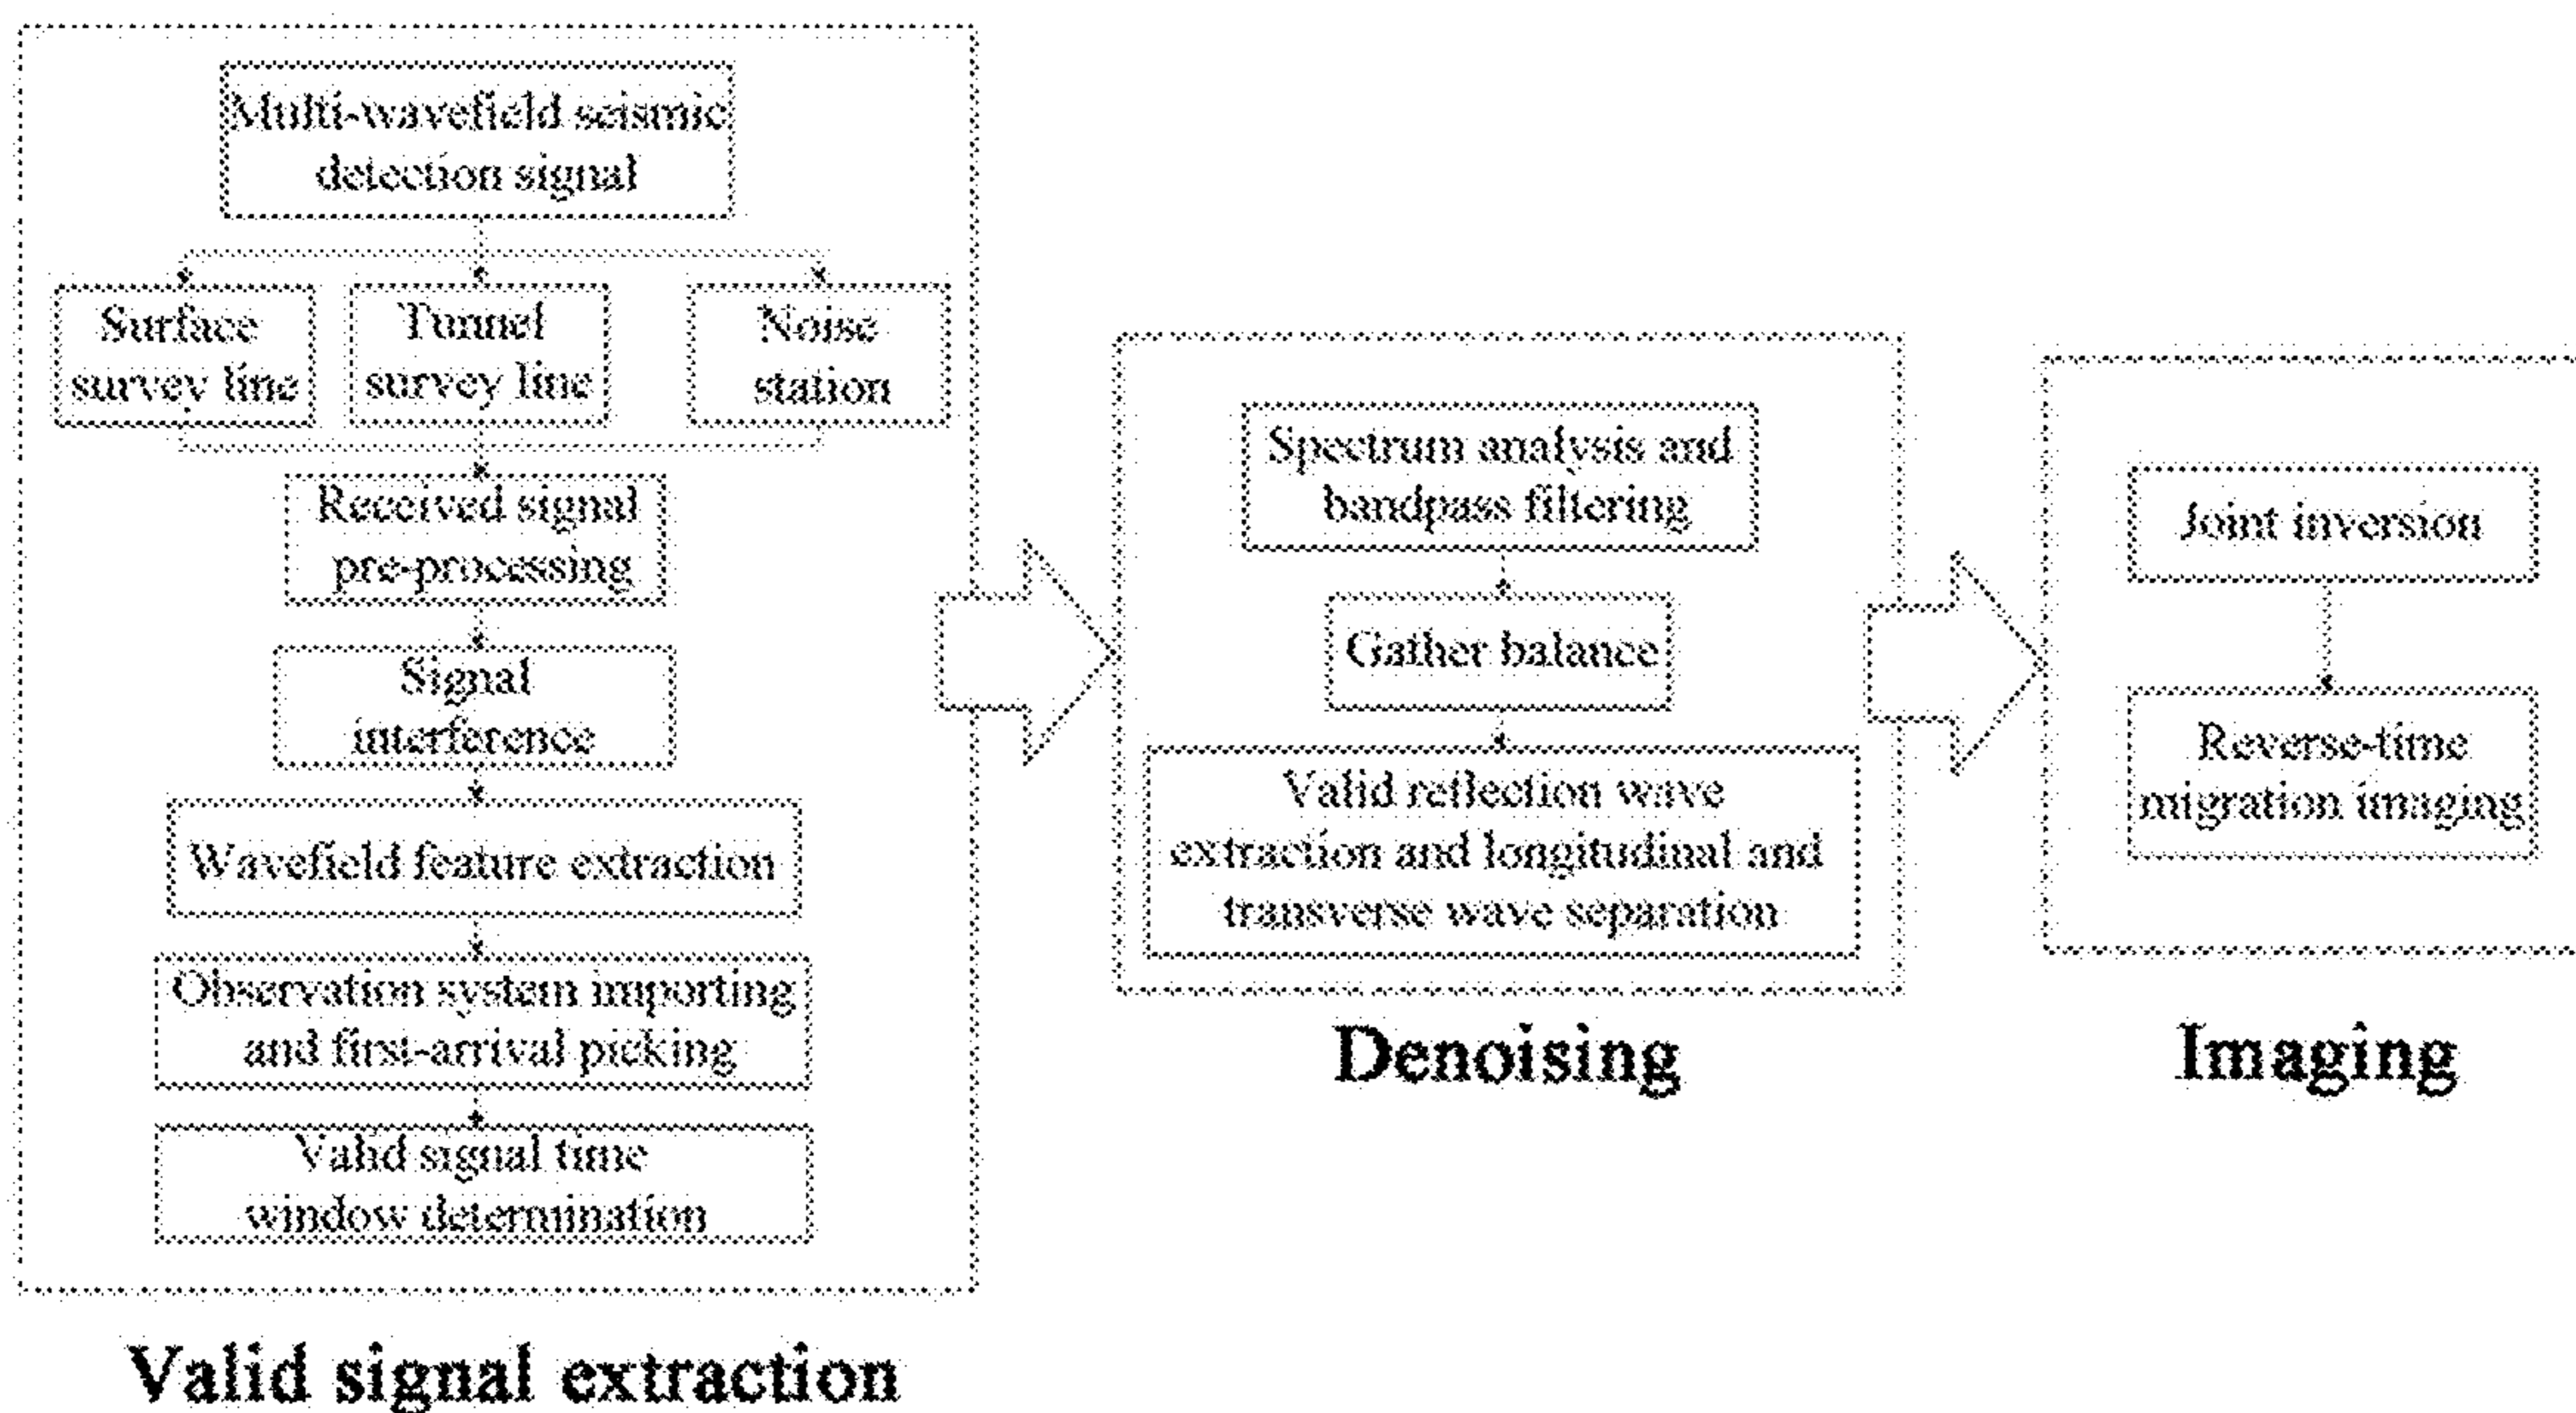 Multi-wavefield seismic
detection signal
Surface
survey line
Tunnel
survey line
Noise
station
Received signal
pre-processing
Signal
interference
Wavefield feature extraction
Observation system importing
and first-arrival picking
Valid signal time
window determination
Valid signal extraction
Spectrum analysis and
bandpass filtering
Gather balance
Valid reflection wave
extraction and longitudinal and
transverse wave separation
Denoising
Joint inversion
Reverse-time
migration imaging
Imaging